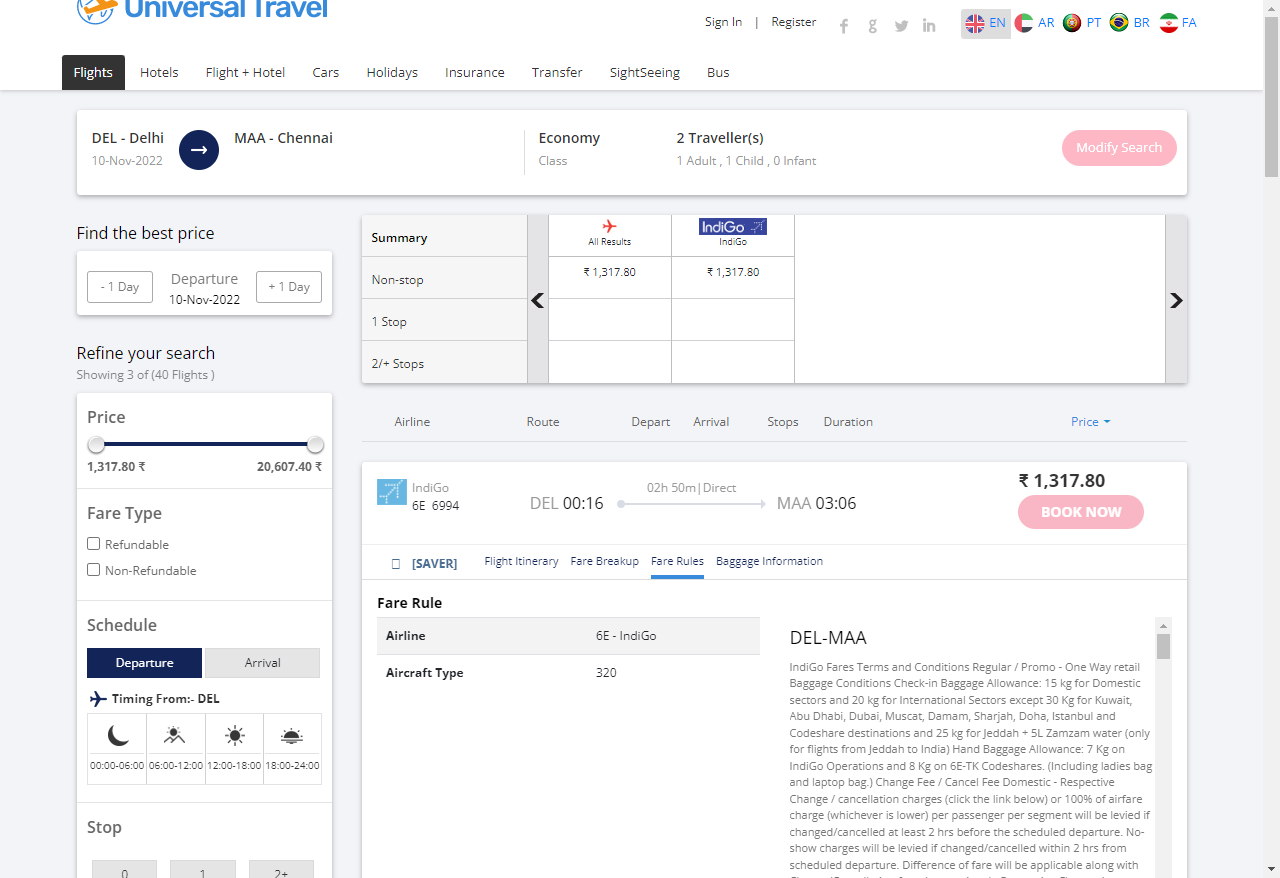 Universal Travel
Sign In | Register
EN AR PT BR FA
Flights Hotels Flight + Hotel Cars Holidays Insurance Transfer SightSeeing Bus
DEL - Delhi
10-Nov-2022
MAA - Chennai
Economy
Class
2 Traveller(s)
1 Adult , 1 Child , 0 Infant
Modify Search
Find the best price
- 1 Day
Departure
10-Nov-2022
+ 1 Day
Refine your search
Showing 3 of (40 Flights )
Price
1,317.80 ₹ 20,607.40 ₹
Fare Type
Refundable
Non-Refundable
Schedule
Departure Arrival
Timing From:- DEL
00:00-06:00 06:00-12:00 12:00-18:00 18:00-24:00
Stop
0 1 2+
Summary
All Results
IndiGo
IndiGo
Non-stop ₹ 1,317.80 ₹ 1,317.80
1 Stop
2/+ Stops
Airline Route Depart Arrival Stops Duration Price
IndiGo
6E 6994
DEL 00:16
02h 50m|Direct
MAA 03:06
₹ 1,317.80
BOOK NOW
[SAVER] Flight Itinerary Fare Breakup Fare Rules Baggage Information
Fare Rule
Airline 6E - IndiGo
Aircraft Type 320
DEL-MAA
IndiGo Fares Terms and Conditions Regular / Promo - One Way retail
Baggage Conditions Check-in Baggage Allowance: 15 kg for Domestic
sectors and 20 kg for International Sectors except 30 Kg for Kuwait,
Abu Dhabi, Dubai, Muscat, Damam, Sharjah, Doha, Istanbul and
Codeshare destinations and 25 kg for Jeddah + 5L Zamzam water (only
for flights from Jeddah to India) Hand Baggage Allowance: 7 Kg on
IndiGo Operations and 8 Kg on 6E-TK Codeshares. (Including ladies bag
and laptop bag.) Change Fee / Cancel Fee Domestic - Respective
Change / cancellation charges (click the link below) or 100% of airfare
charge (whichever is lower) per passenger per segment will be levied if
changed/cancelled at least 2 hrs before the scheduled departure. No-
show charges will be levied if changed/cancelled within 2 hrs from
scheduled departure. Difference of fare will be applicable along with